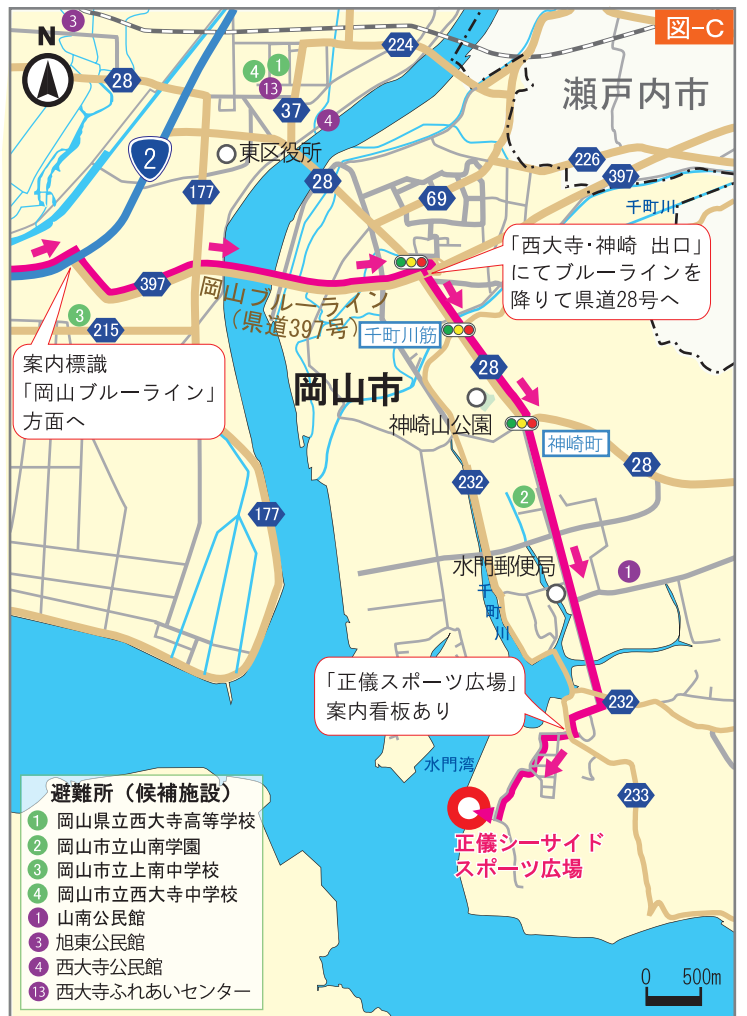 図-C
N
3
224
28
4
1
13
37
4
瀬戸内市
2
東区役所
28
226
397
177
69
千町川
「西大寺・神崎 出口」
にてブルーラインを
降りて県道28号へ
397
岡山ブルーライン
（県道397号）
3
215
千町川筋
案内標識
「岡山ブルーライン」
方面へ
28
岡山市
神崎山公園
神崎町
28
232
2
177
水門郵便局
1
千
町
川
「正儀スポーツ広場」
案内看板あり
232
水門湾
233
正儀シーサイド
スポーツ広場
避難所（候補施設）
1 岡山県立西大寺高等学校
2 岡山市立山南学園
3 岡山市立上南中学校
4 岡山市立西大寺中学校
1 山南公民館
3 旭東公民館
4 西大寺公民館
13 西大寺ふれあいセンター
0 500m